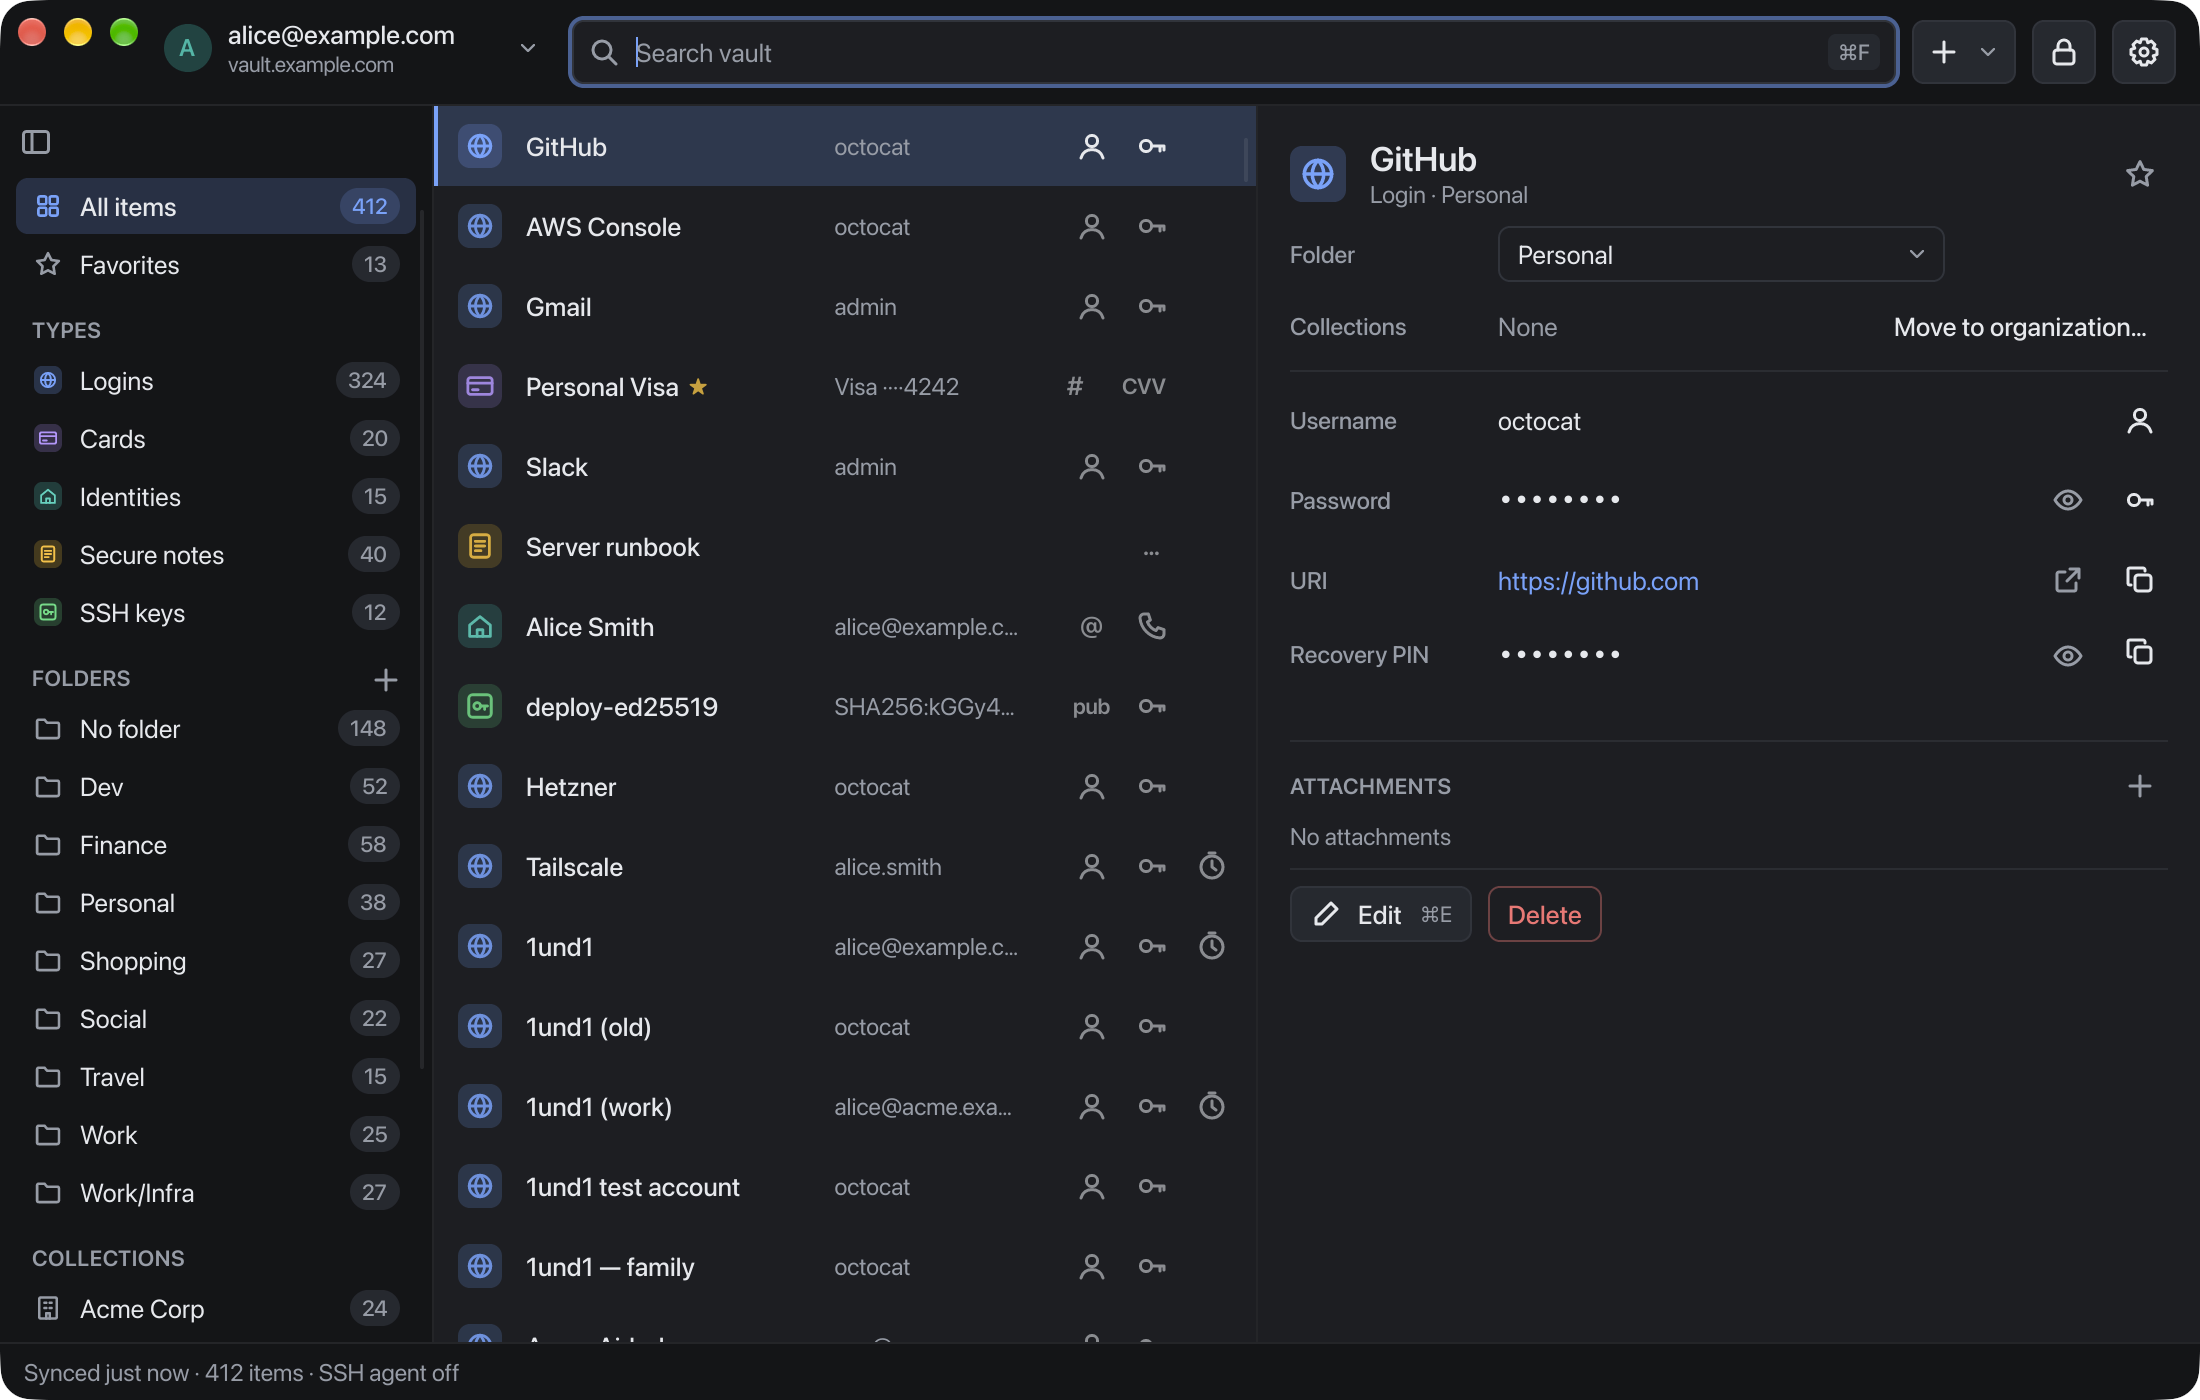 A
alice@example.com
vault.example.com
Search vault
⌘F
All items 412
Favorites 13
TYPES
Logins 324
Cards 20
Identities 15
Secure notes 40
SSH keys 12
FOLDERS
No folder 148
Dev 52
Finance 58
Personal 38
Shopping 27
Social 22
Travel 15
Work 25
Work/Infra 27
COLLECTIONS
Acme Corp 24
GitHub octocat
AWS Console octocat
Gmail admin
Personal Visa Visa ····4242 # CVV
Slack admin
Server runbook ...
Alice Smith alice@example.c... @
deploy-ed25519 SHA256:kGGy4... pub
Hetzner octocat
Tailscale alice.smith
1und1 alice@example.c...
1und1 (old) octocat
1und1 (work) alice@acme.exa...
1und1 test account octocat
1und1 — family octocat
GitHub
Login · Personal
Folder Personal
Collections None Move to organization...
Username octocat
Password ••••••••
URI https://github.com
Recovery PIN ••••••••
ATTACHMENTS
No attachments
Edit ⌘E Delete
Synced just now · 412 items · SSH agent off